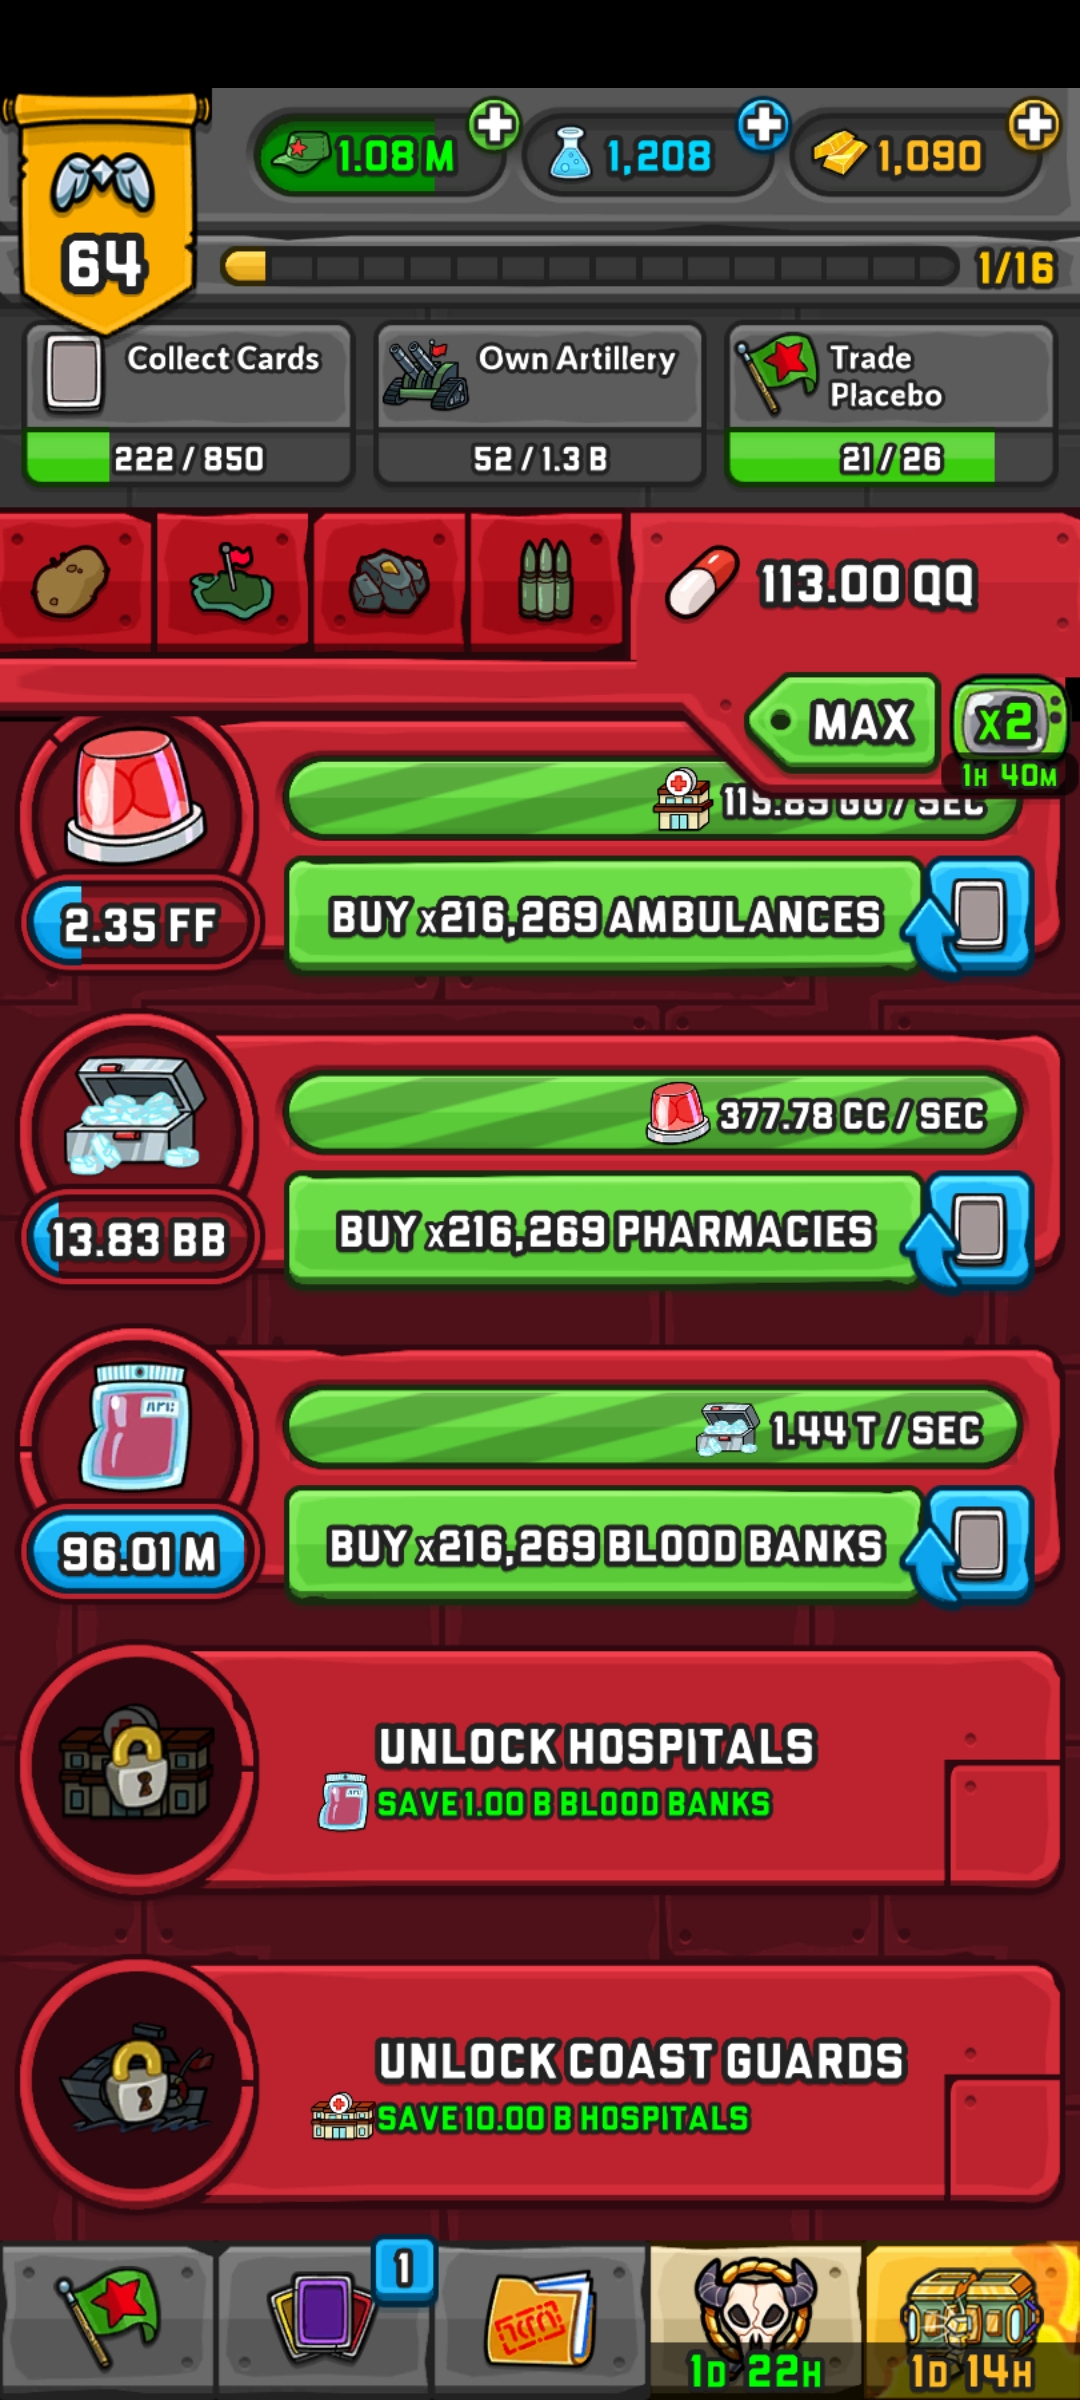 1.08 M
1,208
1,090
64
1/16
Collect Cards
222 / 850
Own Artillery
52 / 1.3 B
Trade
Placebo
21 / 26
113.00 QQ
MAX
x2
1H 40M
2.35 FF
BUY x216,269 AMBULANCES
377.78 CC / SEC
13.83 BB
BUY x216,269 PHARMACIES
1.44 T / SEC
96.01 M
BUY x216,269 BLOOD BANKS
UNLOCK HOSPITALS
SAVE 1.00 B BLOOD BANKS
UNLOCK COAST GUARDS
SAVE 10.00 B HOSPITALS
1
1D 22H
1D 14H